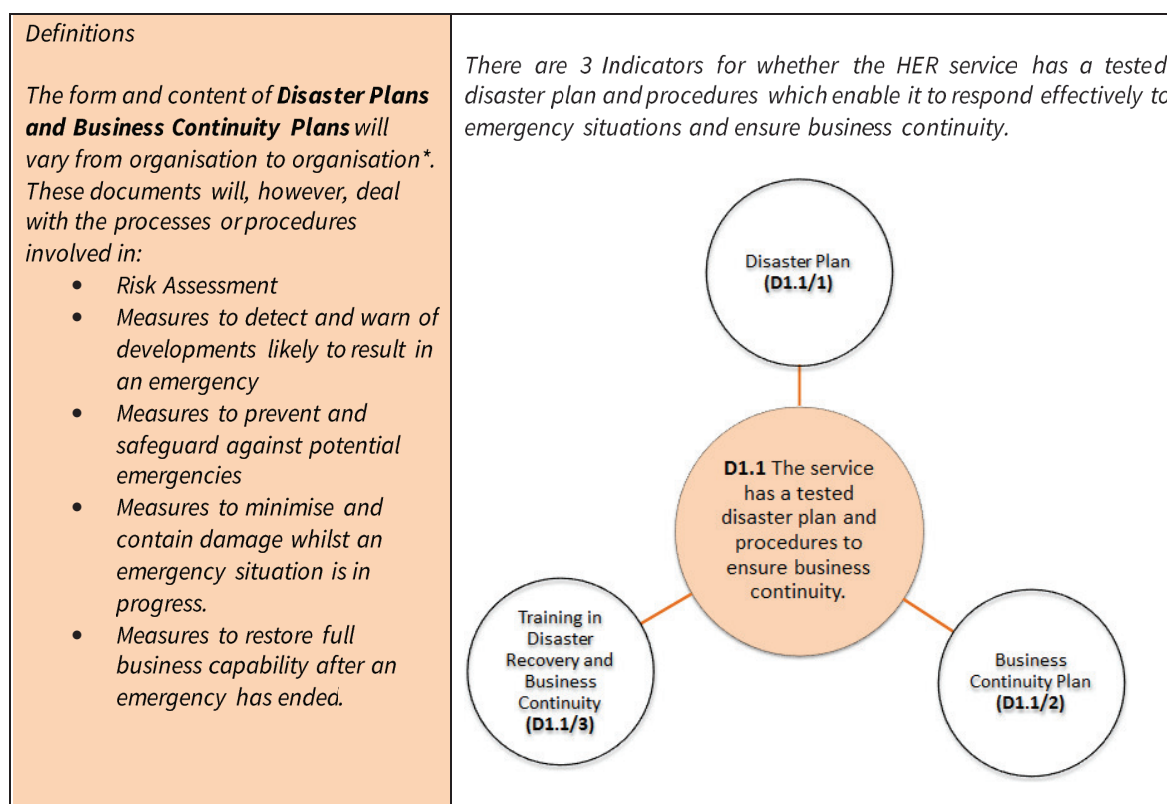 Definitions
The form and content of Disaster Plans
and Business Continuity Plans will
vary from organisation to organisation*.
These documents will, however, deal
with the processes or procedures
involved in:
• Risk Assessment
• Measures to detect and warn of
developments likely to result in
an emergency
• Measures to prevent and
safeguard against potential
emergencies
• Measures to minimise and
contain damage whilst an
emergency situation is in
progress.
• Measures to restore full
business capability after an
emergency has ended.
There are 3 Indicators for whether the HER service has a tested
disaster plan and procedures which enable it to respond effectively to
emergency situations and ensure business continuity.
Disaster Plan
(D1.1/1)
D1.1 The service
has a tested
disaster plan and
procedures to
ensure business
continuity.
Training in
Disaster
Recovery and
Business
Continuity
(D1.1/3)
Business
Continuity Plan
(D1.1/2)